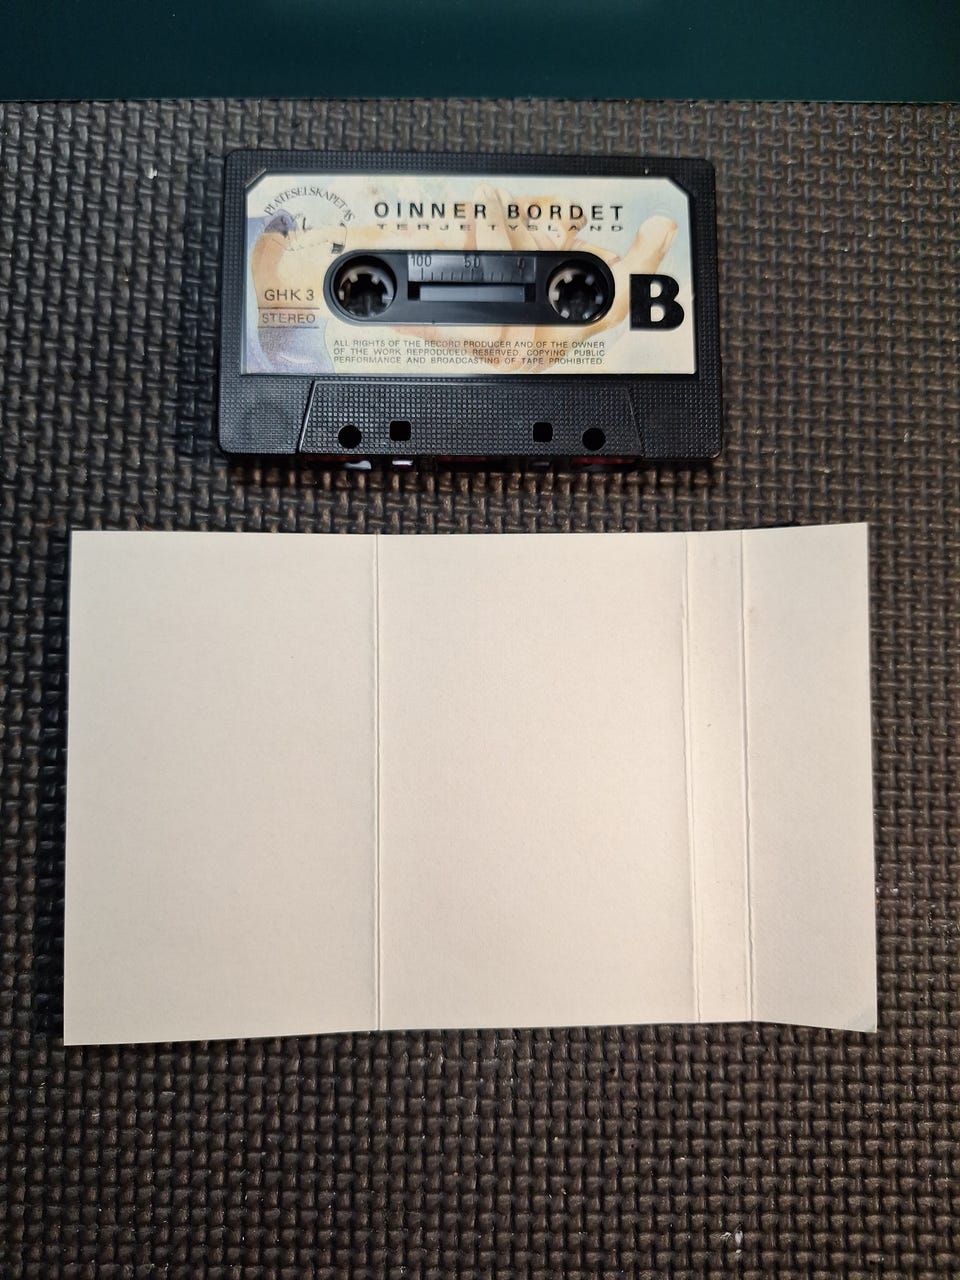 PLATESELSKAPET AS
OINNER BORDET
TERJE TYSLAND
100 50 0
GHK 3
STEREO
B
ALL RIGHTS OF THE RECORD PRODUCER AND OF THE OWNER
OF THE WORK REPRODUCED RESERVED. COPYING, PUBLIC
PERFORMANCE AND BROADCASTING OF TAPE PROHIBITED